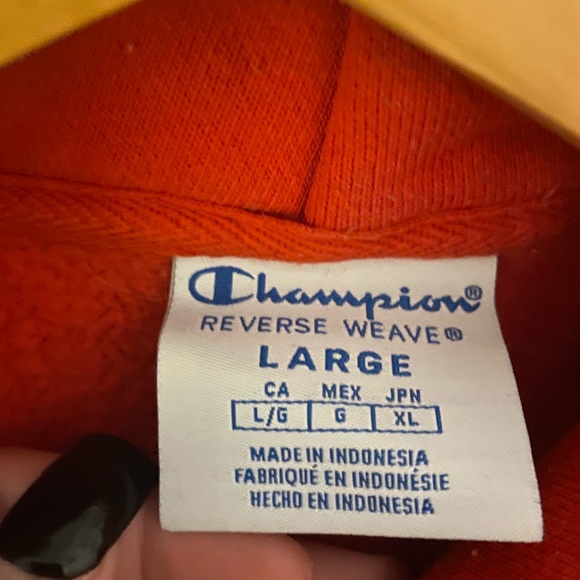 Champion®
REVERSE WEAVE®
LARGE
CA MEX JPN
L/G G XL
MADE IN INDONESIA
FABRIQUÉ EN INDONÉSIE
HECHO EN INDONESIA